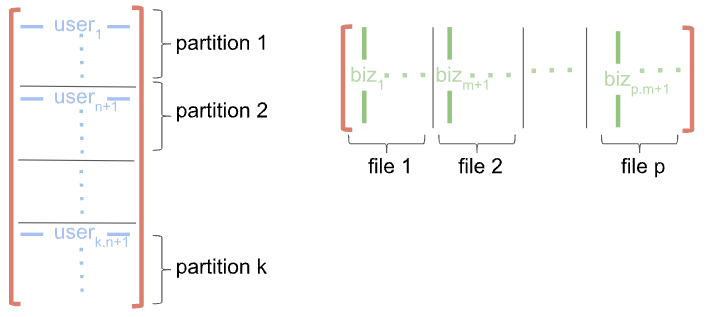 user1
partition 1
usern+1
partition 2
userk.n+1
partition k
biz1
bizm+1
bizp.m+1
file 1
file 2
file p